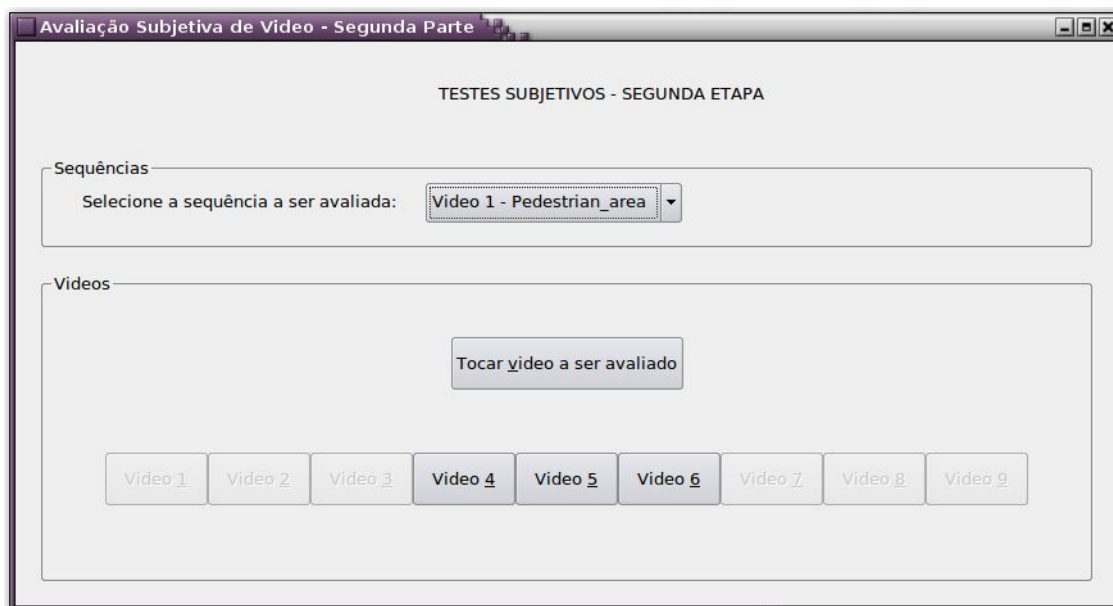 Avaliação Subjetiva de Video - Segunda Parte
TESTES SUBJETIVOS - SEGUNDA ETAPA
Sequências
Selecione a sequência a ser avaliada: Video 1 - Pedestrian_area
Videos
Tocar video a ser avaliado
Video 1 Video 2 Video 3 Video 4 Video 5 Video 6 Video 7 Video 8 Video 9